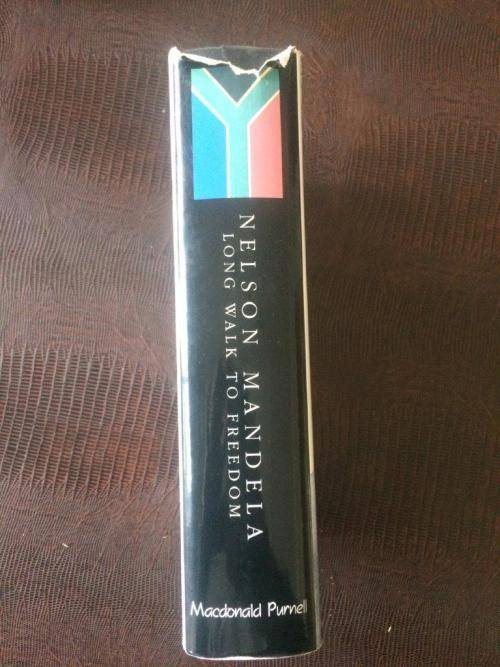 NELSON MANDELA
LONG WALK TO FREEDOM
Macdonald Purnell